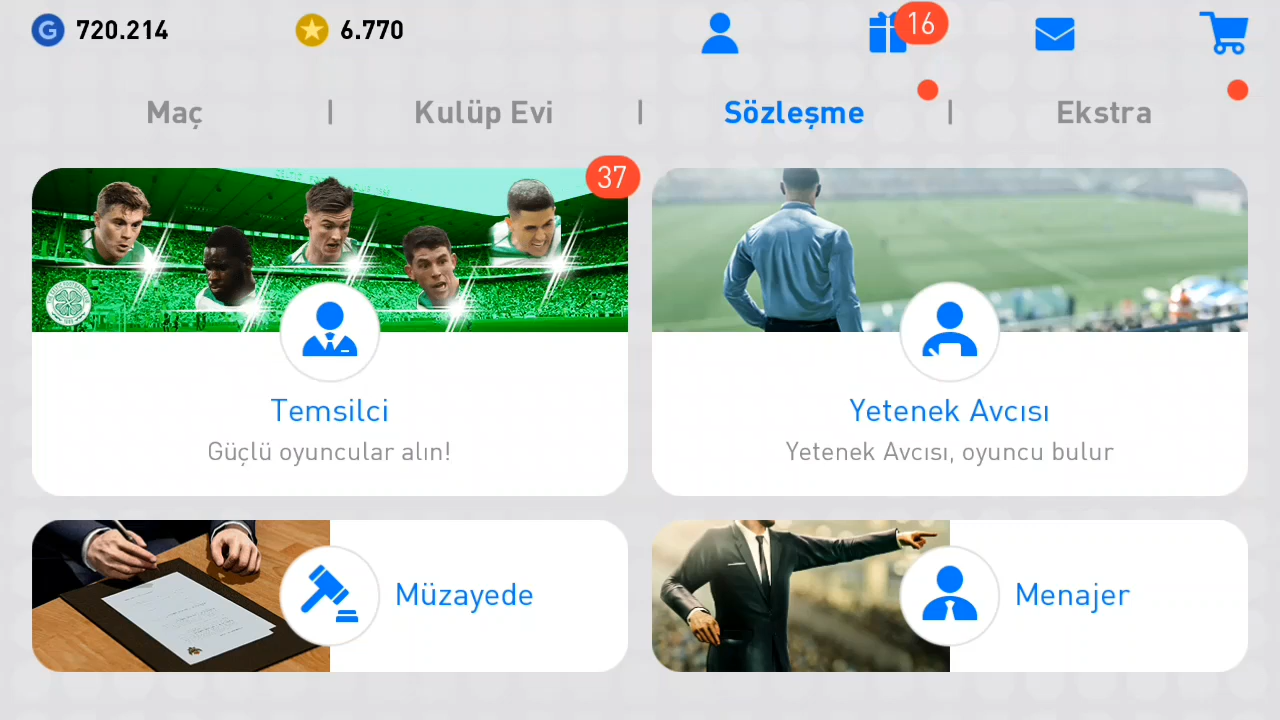 G 720.214
6.770
16
Maç | Kulüp Evi | Sözleşme | Ekstra
37
Temsilci
Güçlü oyuncular alın!
Yetenek Avcısı
Yetenek Avcısı, oyuncu bulur
Müzayede
Menajer